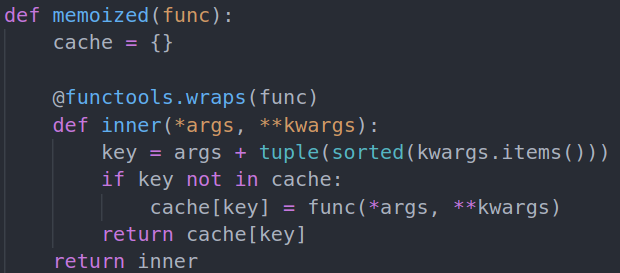 def memoized(func):
    cache = {}

    @functools.wraps(func)
    def inner(*args, **kwargs):
        key = args + tuple(sorted(kwargs.items()))
        if key not in cache:
            cache[key] = func(*args, **kwargs)
        return cache[key]
    return inner